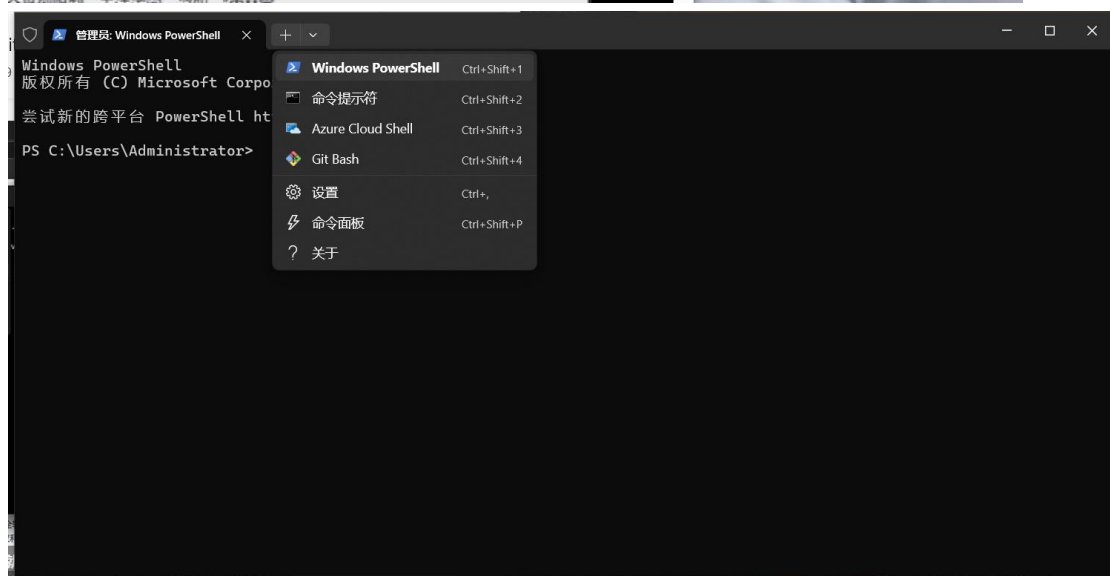 管理员: Windows PowerShell
Windows PowerShell
版权所有 (C) Microsoft Corpo
尝试新的跨平台 PowerShell ht
PS C:\Users\Administrator>
Windows PowerShell Ctrl+Shift+1
命令提示符 Ctrl+Shift+2
Azure Cloud Shell Ctrl+Shift+3
Git Bash Ctrl+Shift+4
设置 Ctrl+,
命令面板 Ctrl+Shift+P
关于